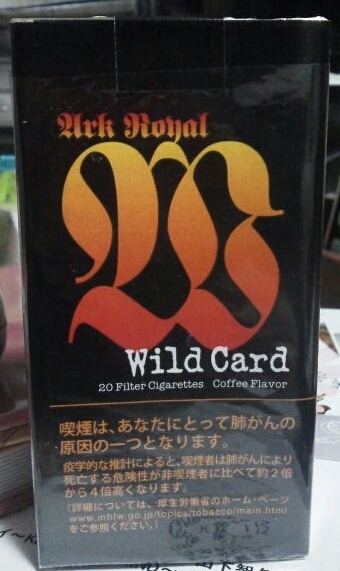 Ark Royal
W
Wild Card
20 Filter Cigarettes Coffee Flavor
喫煙は、あなたにとって肺がんの
原因の一つとなります。
疫学的な推計によると、喫煙者は肺がんにより
死亡する危険性が非喫煙者に比べて約2倍
から4倍高くなります。
(詳細については、厚生労働省のホーム・ページ
www.mhlw.go.jp/topics/tobacco/main.html
をご参照ください。)